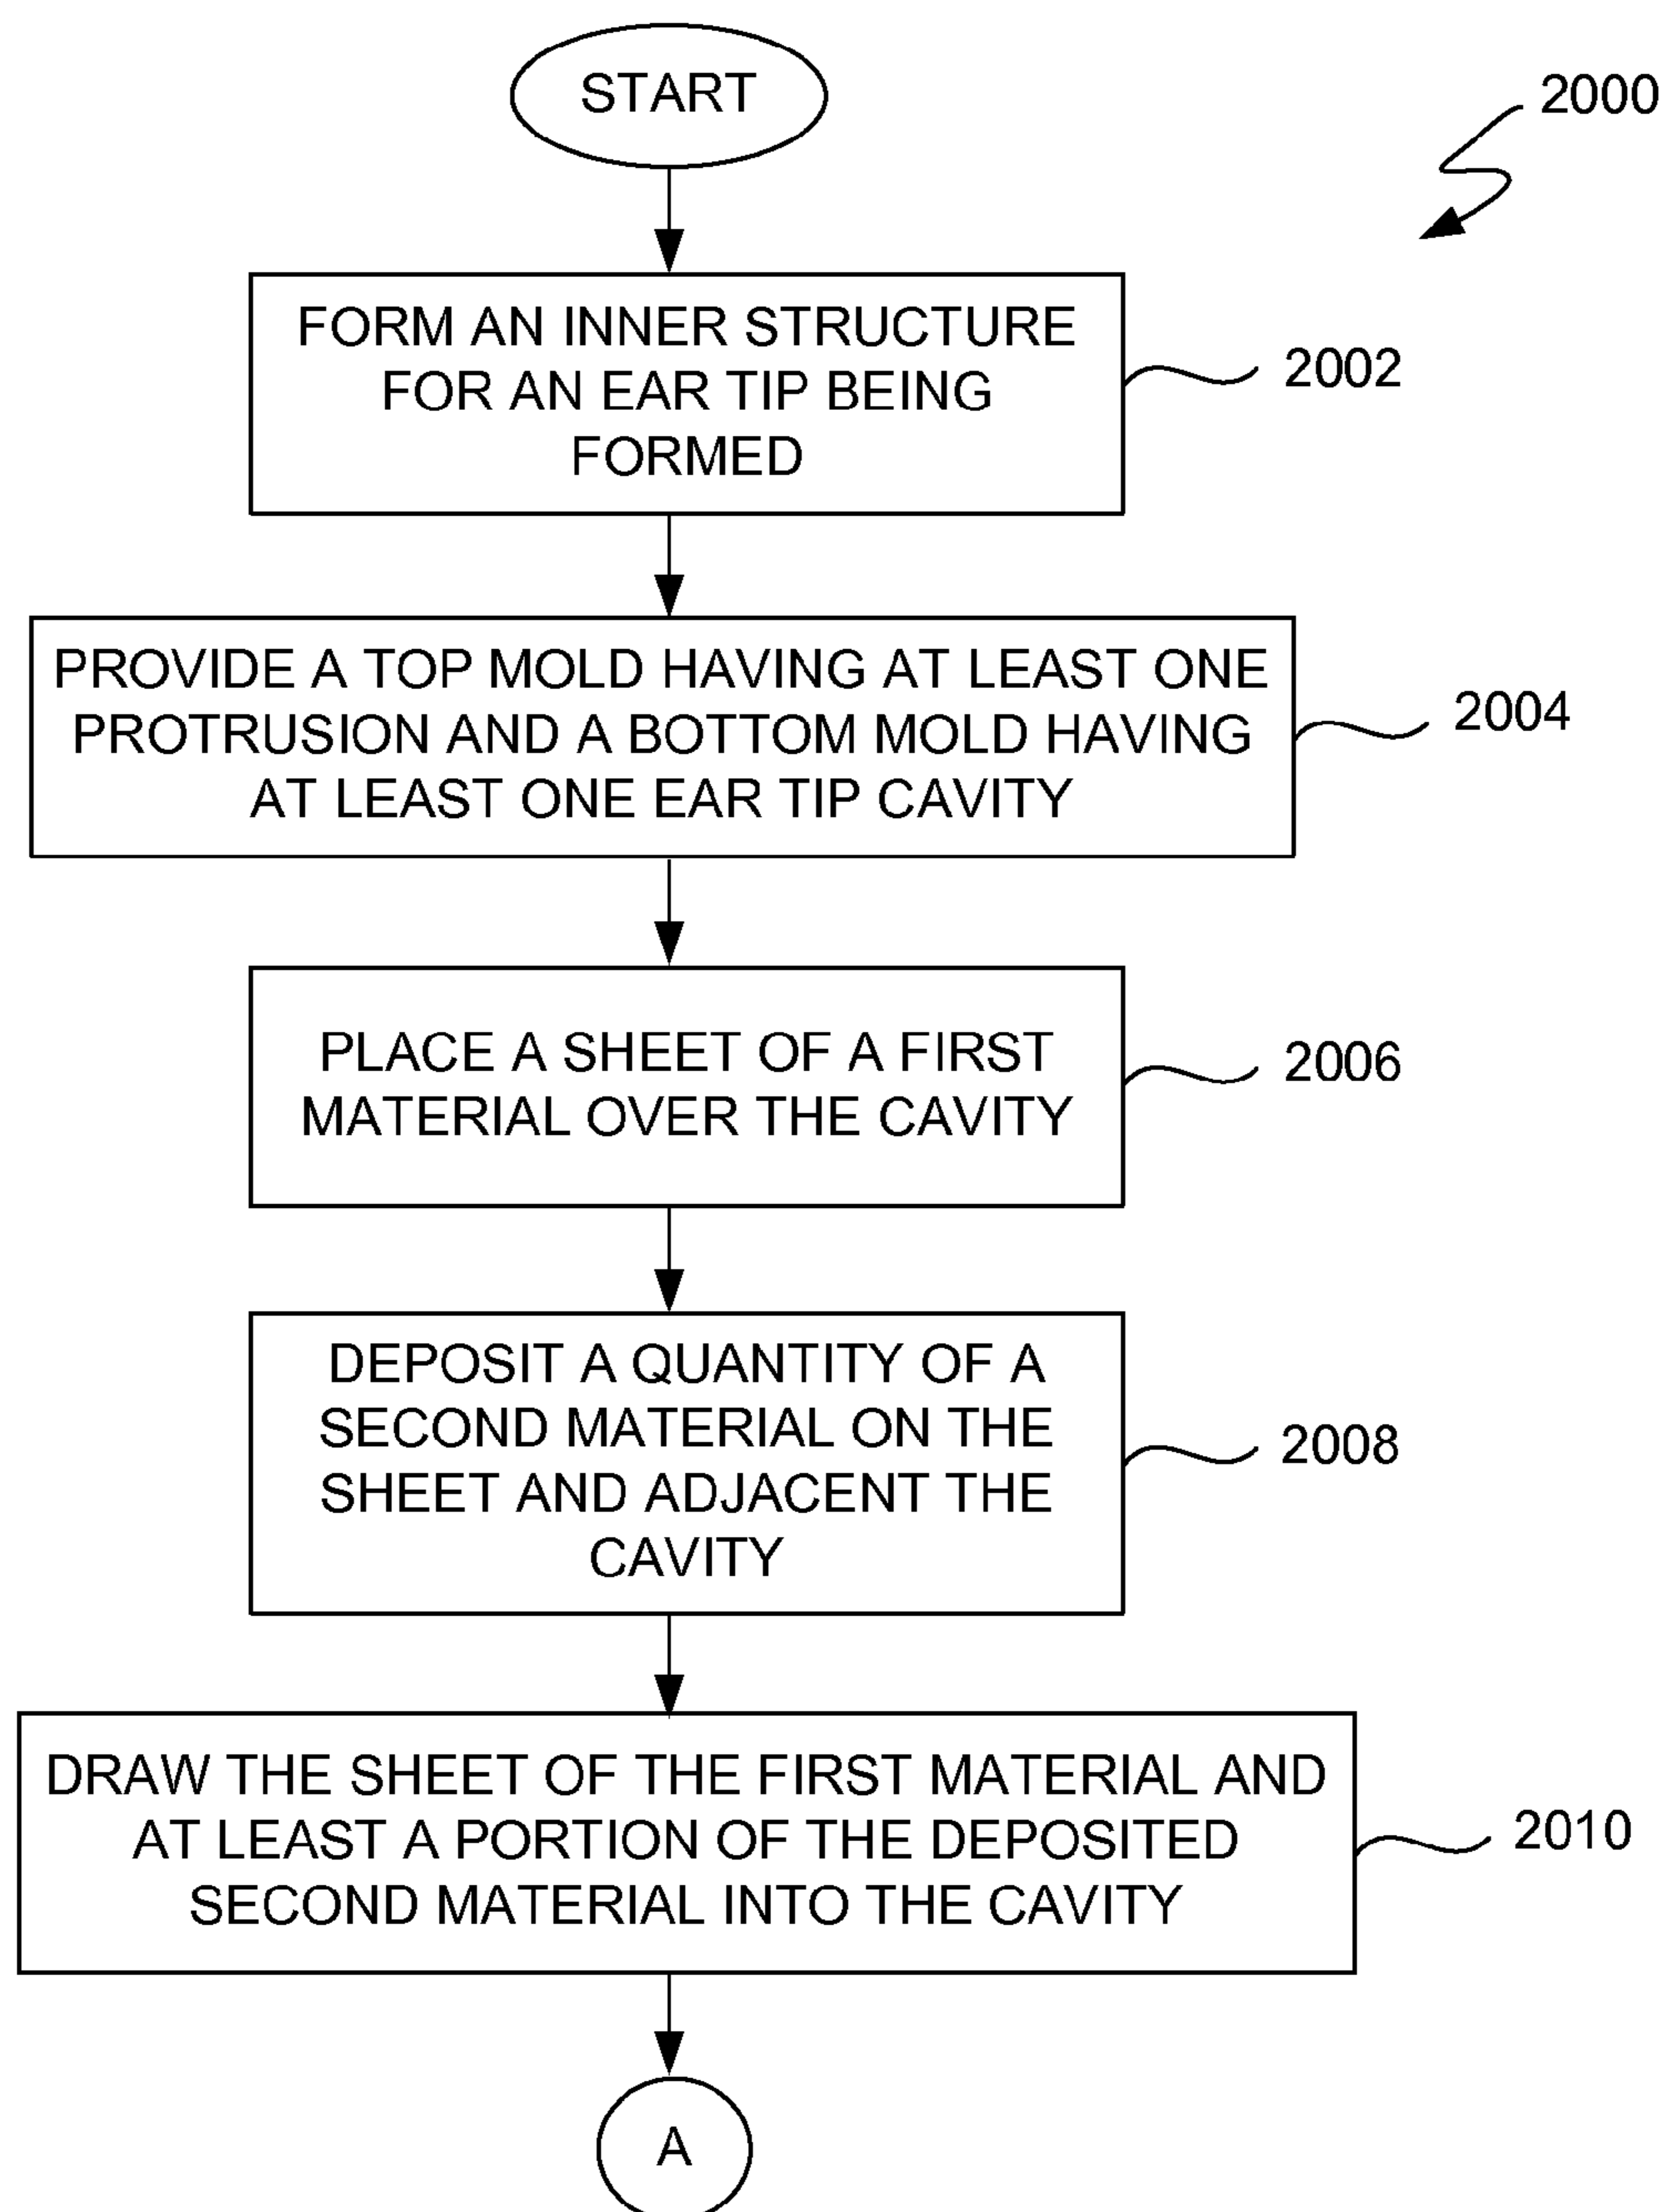 START
2000
FORM AN INNER STRUCTURE
FOR AN EAR TIP BEING
FORMED
2002
PROVIDE A TOP MOLD HAVING AT LEAST ONE
PROTRUSION AND A BOTTOM MOLD HAVING
AT LEAST ONE EAR TIP CAVITY
2004
PLACE A SHEET OF A FIRST
MATERIAL OVER THE CAVITY
2006
DEPOSIT A QUANTITY OF A
SECOND MATERIAL ON THE
SHEET AND ADJACENT THE
CAVITY
2008
DRAW THE SHEET OF THE FIRST MATERIAL AND
AT LEAST A PORTION OF THE DEPOSITED
SECOND MATERIAL INTO THE CAVITY
2010
A